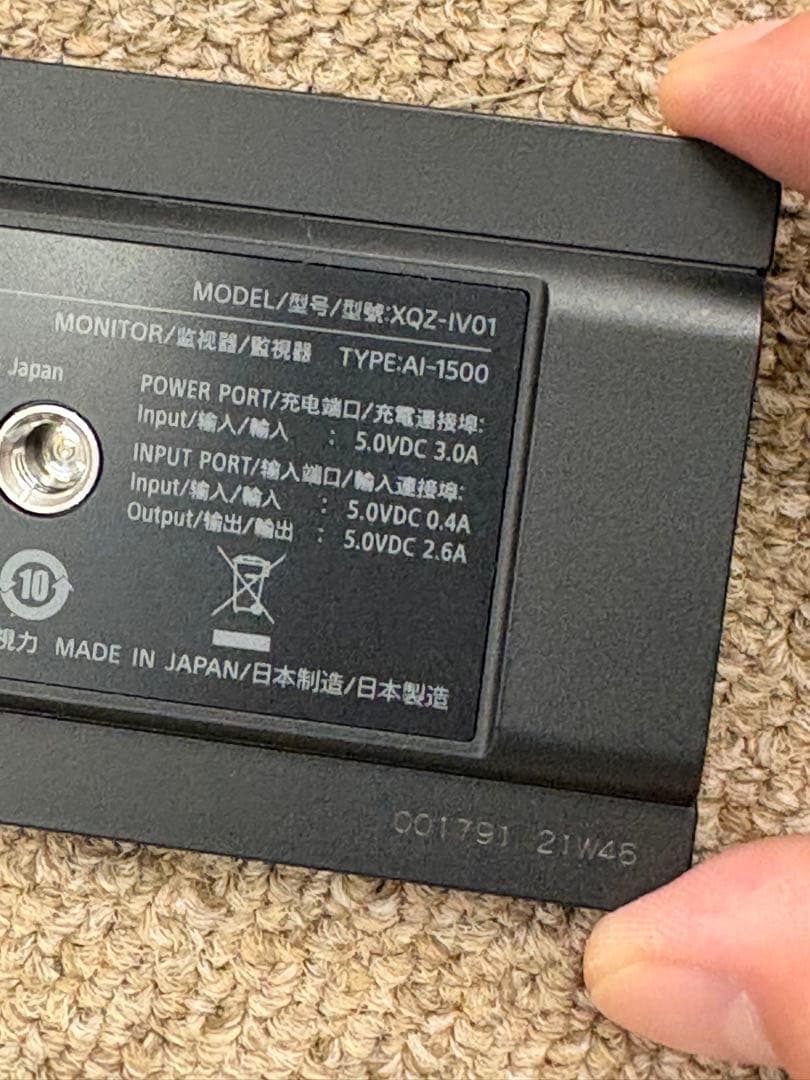 MODEL/型号/型號:XQZ-IV01
MONITOR/监视器/監視器 TYPE:AI-1500
Japan
POWER PORT/充电端口/充電連接埠:
Input/输入/輸入 : 5.0VDC 3.0A
INPUT PORT/输入端口/輸入連接埠:
Input/输入/輸入 : 5.0VDC 0.4A
Output/输出/輸出 : 5.0VDC 2.6A
10
视力 MADE IN JAPAN/日本制造/日本製造
001791 21W46